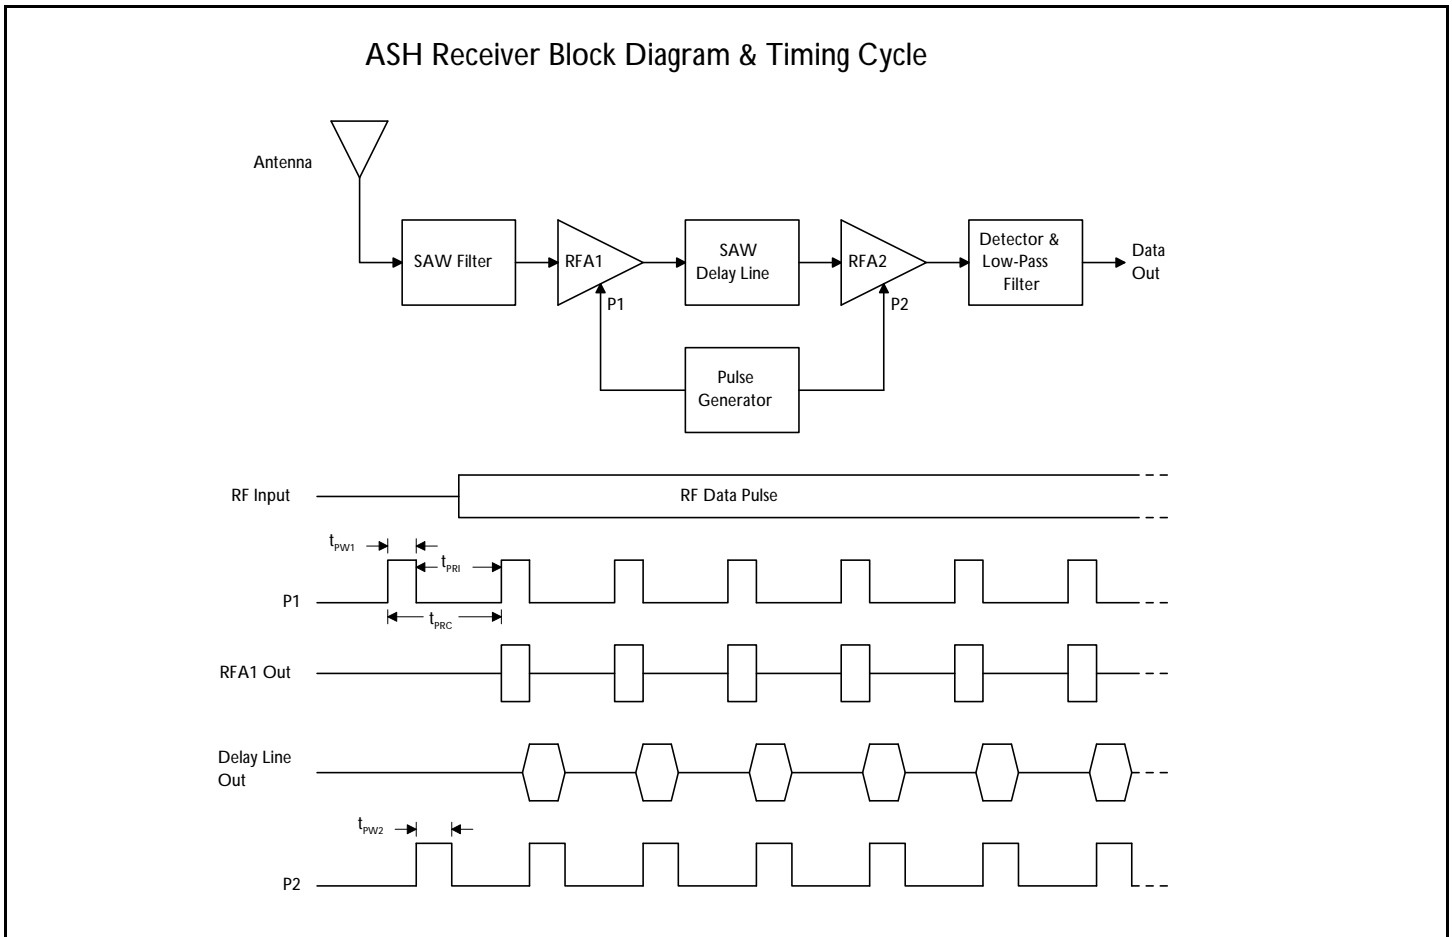 ASH Receiver Block Diagram & Timing Cycle
Antenna
SAW Filter
RFA1
SAW
Delay Line
RFA2
Detector &
Low-Pass
Filter
Data
Out
P1
P2
Pulse
Generator
RF Input
RF Data Pulse
tPW1
tPRI
P1
tPRC
RFA1 Out
Delay Line
Out
tPW2
P2